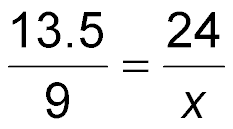 13.5/9 = 24/x